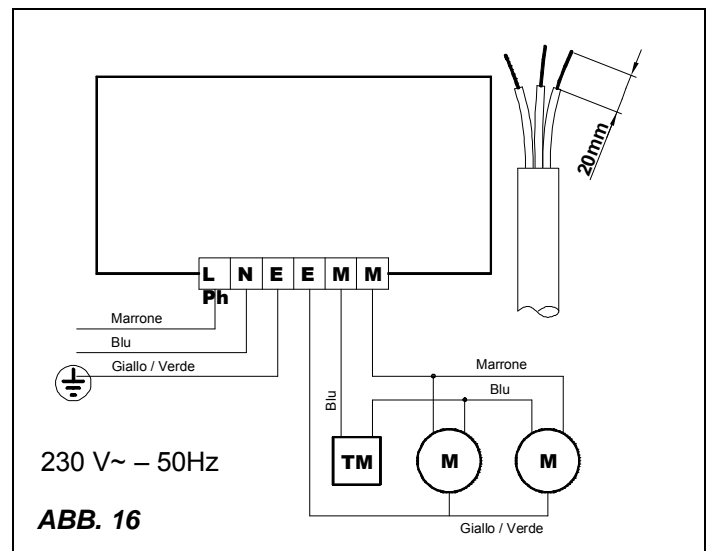 20mm
L N E E M M
Ph
Marrone
Blu
Giallo / Verde
Marrone
Blu
Blu
TM M M
230 V~ – 50Hz
ABB. 16
Giallo / Verde